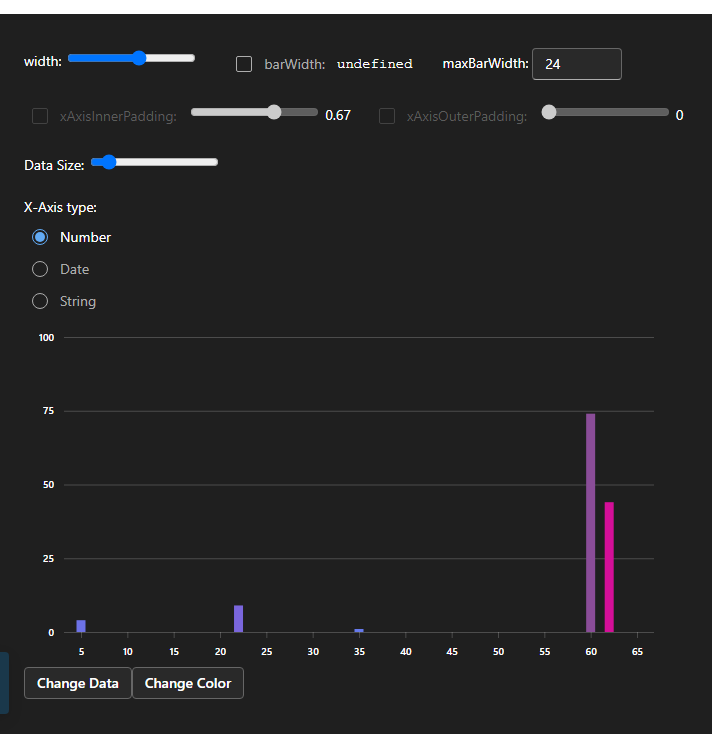 width: barWidth: undefined maxBarWidth: 24
xAxisInnerPadding: 0.67 xAxisOuterPadding: 0
Data Size:
X-Axis type:
Number
Date
String
100
75
50
25
0
5 10 15 20 25 30 35 40 45 50 55 60 65
Change Data Change Color